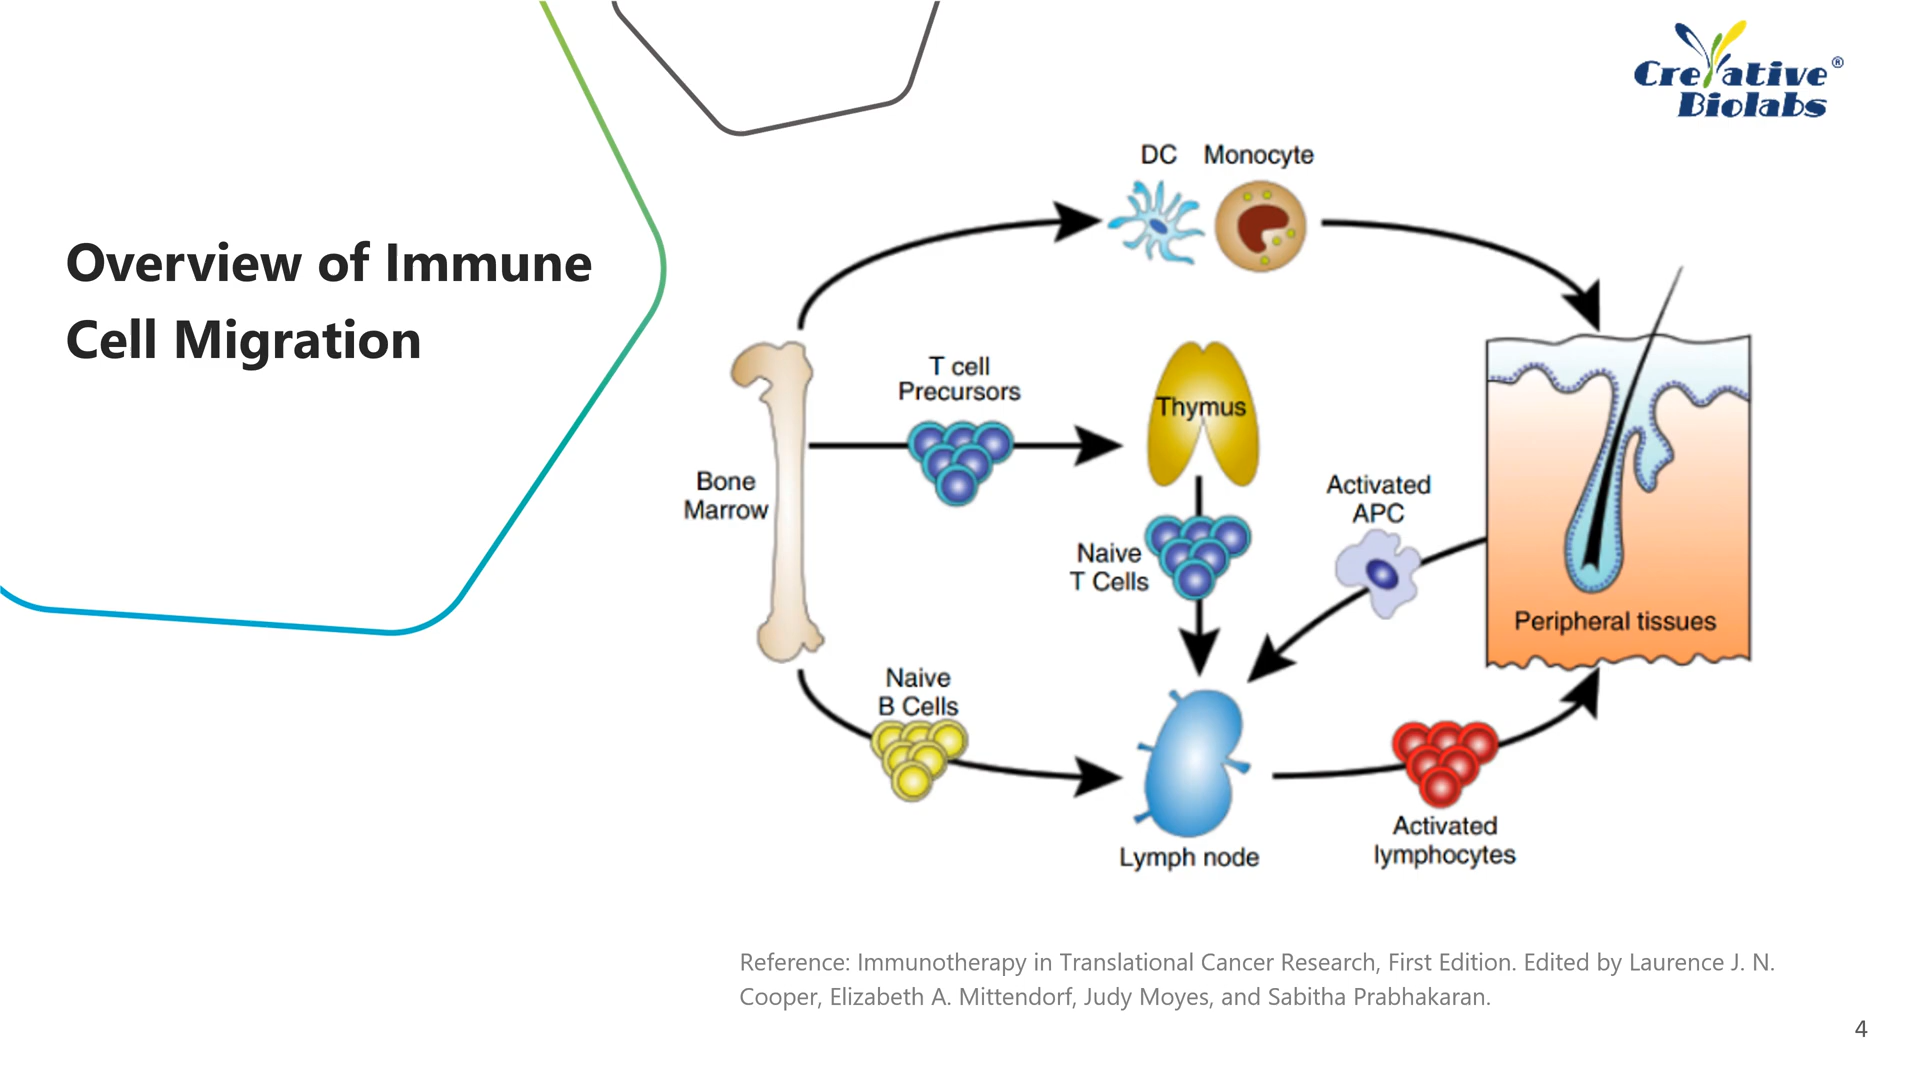 Creative®
Biolabs
Overview of Immune
Cell Migration
DC Monocyte
T cell
Precursors
Thymus
Bone
Marrow
Activated
APC
Naive
T Cells
Peripheral tissues
Naive
B Cells
Lymph node
Activated
lymphocytes
Reference: Immunotherapy in Translational Cancer Research, First Edition. Edited by Laurence J. N.
Cooper, Elizabeth A. Mittendorf, Judy Moyes, and Sabitha Prabhakaran.
4